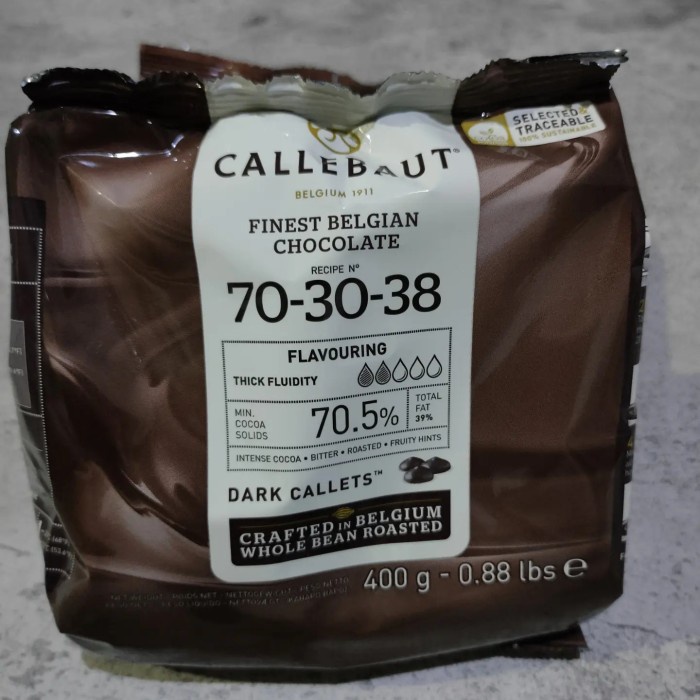 CALLEBAUT®
BELGIUM 1911
FINEST BELGIAN
CHOCOLATE
RECIPE N°
70-30-38
FLAVOURING
THICK FLUIDITY
MIN.
COCOA
SOLIDS
70.5%
TOTAL
FAT
39%
INTENSE COCOA • BITTER • ROASTED • FRUITY HINTS
DARK CALLETS™
CRAFTED IN BELGIUM
WHOLE BEAN ROASTED
SELECTED &
TRACEABLE
100% SUSTAINABLE
400 g - 0.88 lbs ℮